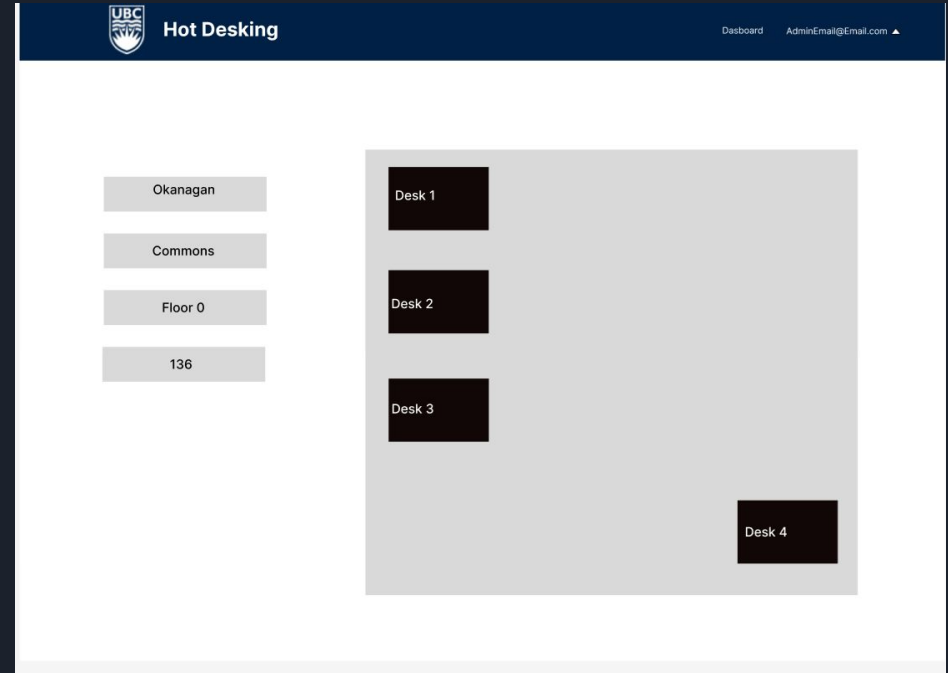 UBC
Hot Desking
Dasboard
AdminEmail@Email.com
Okanagan
Commons
Floor 0
136
Desk 1
Desk 2
Desk 3
Desk 4